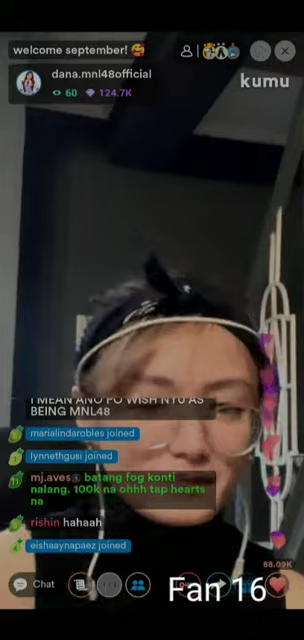 welcome september! 🥰
dana.mnl48official
60 124.7K
kumu
I MEAN ANO PO WISH NYO AS
BEING MNL48
marialindarobles joined
lynnethgusi joined
mj.aves batang fog konti
nalang. 100k na ohhh tap hearts
na
rishin hahaah
eishaaynapaez joined
88.09K
Chat
Fan 16